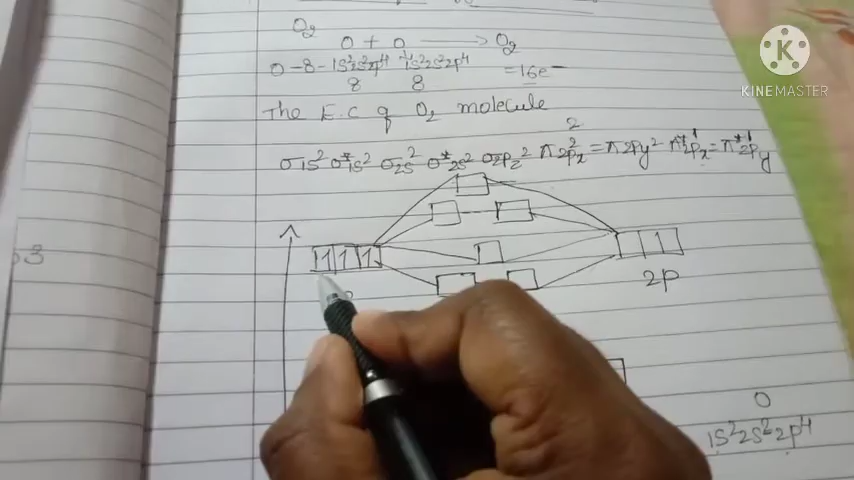 O2
O + O ⟶ O2
O - 8 - 1s²2s²2p⁴ 1s²2s²2p⁴ = 16e⁻
8 8
The E.C of O2 molecule
σ1s² σ*1s² σ2s² σ*2s² σ2pz² π2px² = π2py² π*2px¹ = π*2py¹
2p
O
1s²2s²2p⁴
KINEMASTER